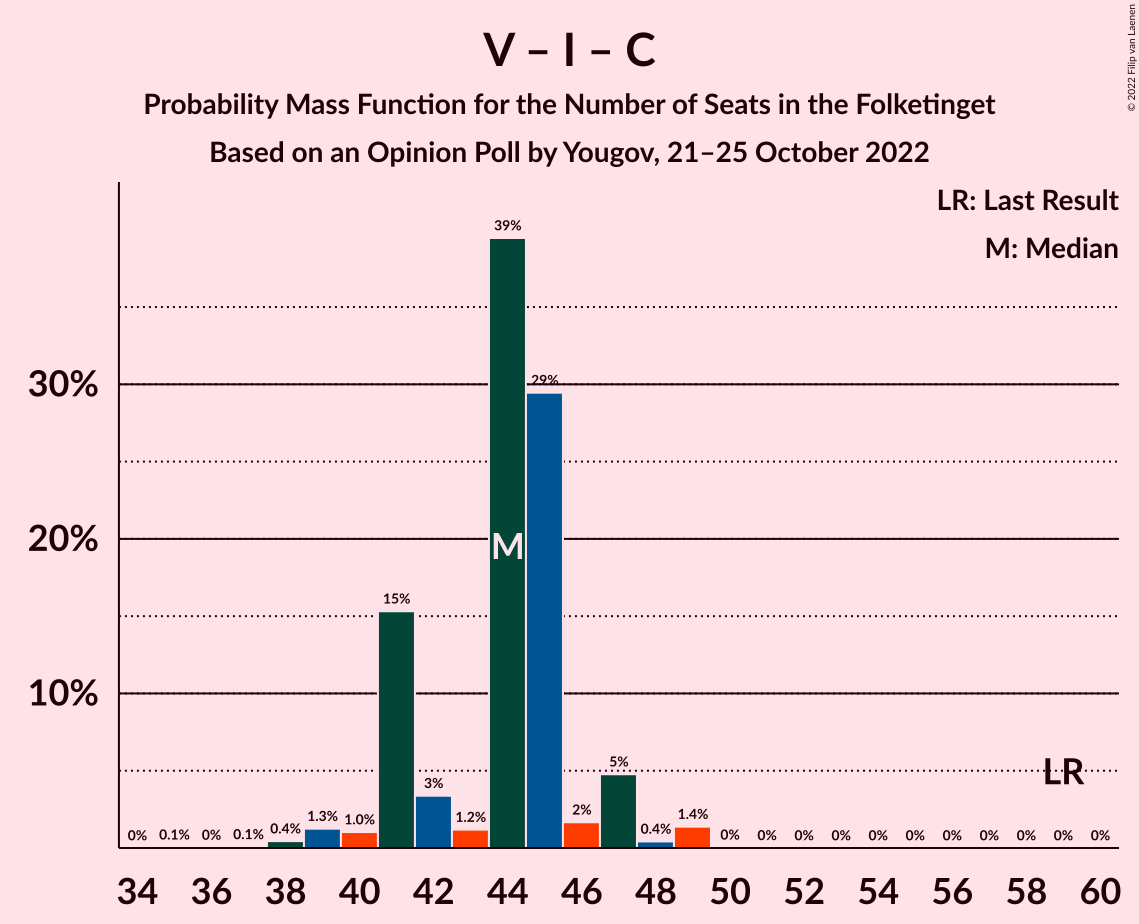 V – I – C
Probability Mass Function for the Number of Seats in the Folketinget
Based on an Opinion Poll by Yougov, 21–25 October 2022
© 2022 Filip van Laenen
LR: Last Result
M: Median
39%
30%
29%
20%
M
15%
10%
5%
LR
3%
2%
1.4%
1.3%
1.0%
1.2%
0.4%
0.4%
0% 0.1% 0% 0.1% 0% 0% 0% 0% 0% 0% 0% 0% 0% 0% 0%
34 36 38 40 42 44 46 48 50 52 54 56 58 60